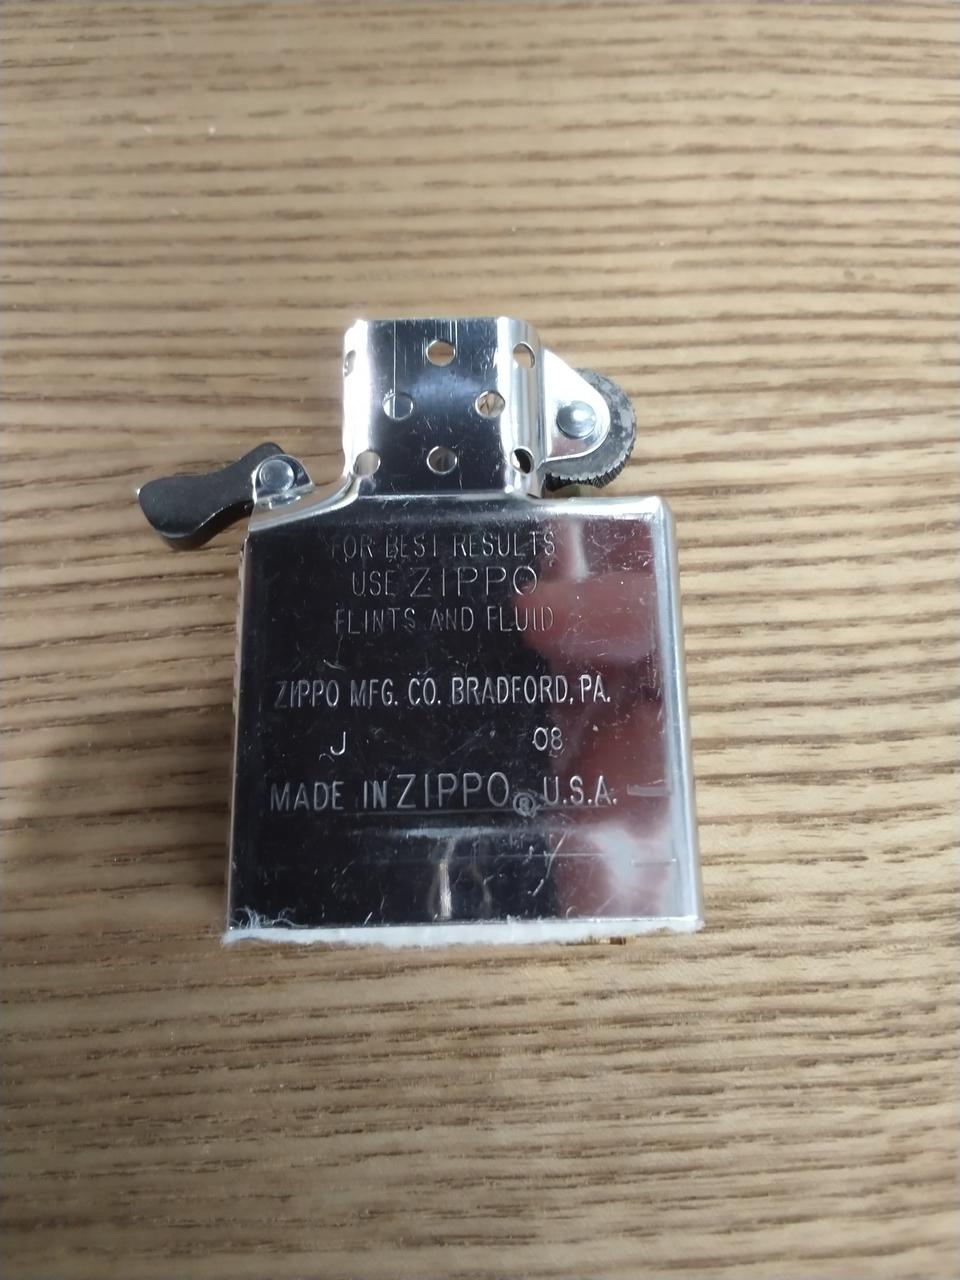 FOR BEST RESULTS
USE ZIPPO
FLINTS AND FLUID
ZIPPO MFG. CO. BRADFORD, PA.
J 08
MADE IN ZIPPO® U.S.A.